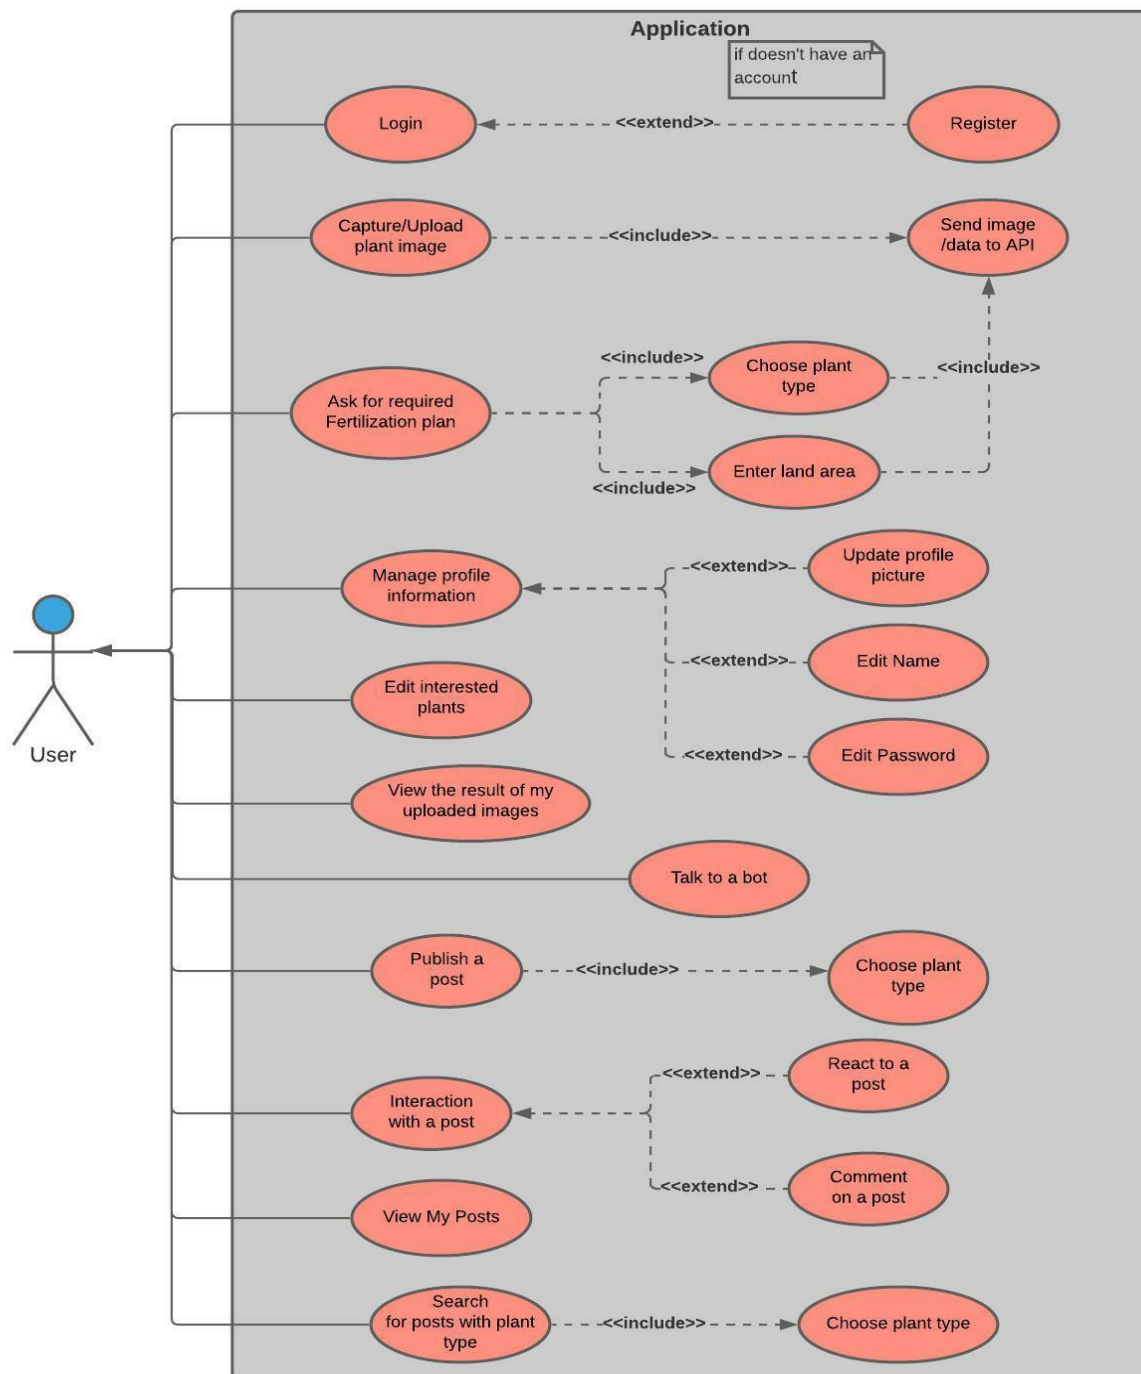 Application
if doesn't have an
account
Login
<<extend>>
Register
Capture/Upload
plant image
<<include>>
Send image
/data to API
Ask for required
Fertilization plan
<<include>>
Choose plant
type
<<include>>
<<include>>
Enter land area
Manage profile
information
<<extend>>
Update profile
picture
<<extend>>
Edit Name
<<extend>>
Edit Password
User
Edit interested
plants
View the result of my
uploaded images
Talk to a bot
Publish a
post
<<include>>
Choose plant
type
Interaction
with a post
<<extend>>
React to a
post
<<extend>>
Comment
on a post
View My Posts
Search
for posts with plant
type
<<include>>
Choose plant type